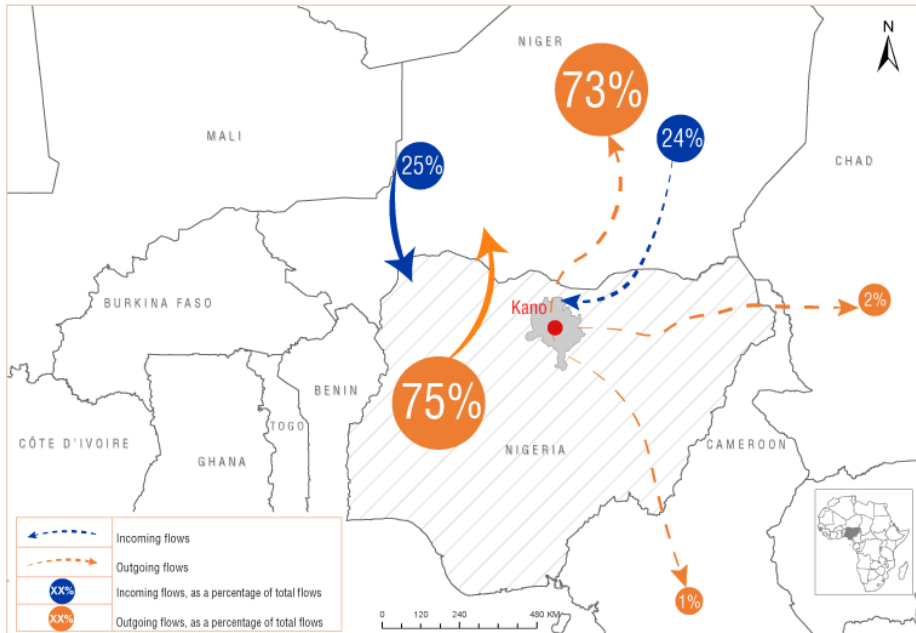 N
NIGER
73%
MALI
24%
25%
CHAD
2%
BURKINA FASO
Kano
75%
BENIN
TOGO
CÔTE D'IVOIRE
GHANA
NIGERIA
CAMEROON
1%
Incoming flows
Outgoing flows
XX% Incoming flows, as a percentage of total flows
XX% Outgoing flows, as a percentage of total flows
0 120 240 480 KM